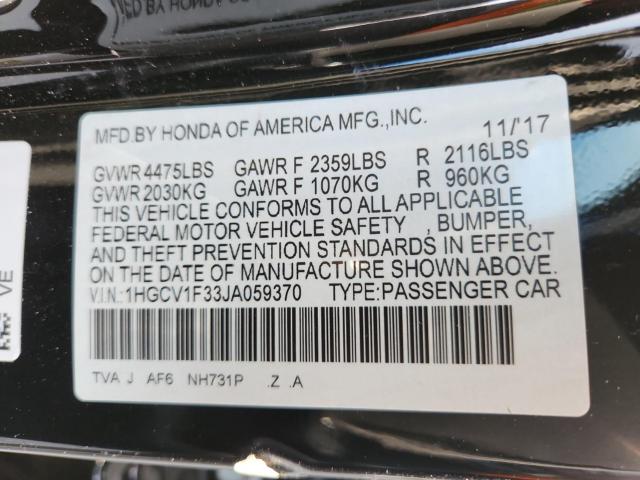 MFD.BY HONDA OF AMERICA MFG.,INC. 11/'17
GVWR 4475LBS GAWR F 2359LBS R 2116LBS
GVWR 2030KG GAWR F 1070KG R 960KG
THIS VEHICLE CONFORMS TO ALL APPLICABLE
FEDERAL MOTOR VEHICLE SAFETY , BUMPER,
AND THEFT PREVENTION STANDARDS IN EFFECT
ON THE DATE OF MANUFACTURE SHOWN ABOVE.
V.I.N.:1HGCV1F33JA059370 TYPE:PASSENGER CAR
TVA J AF6 NH731P .Z .A
VE